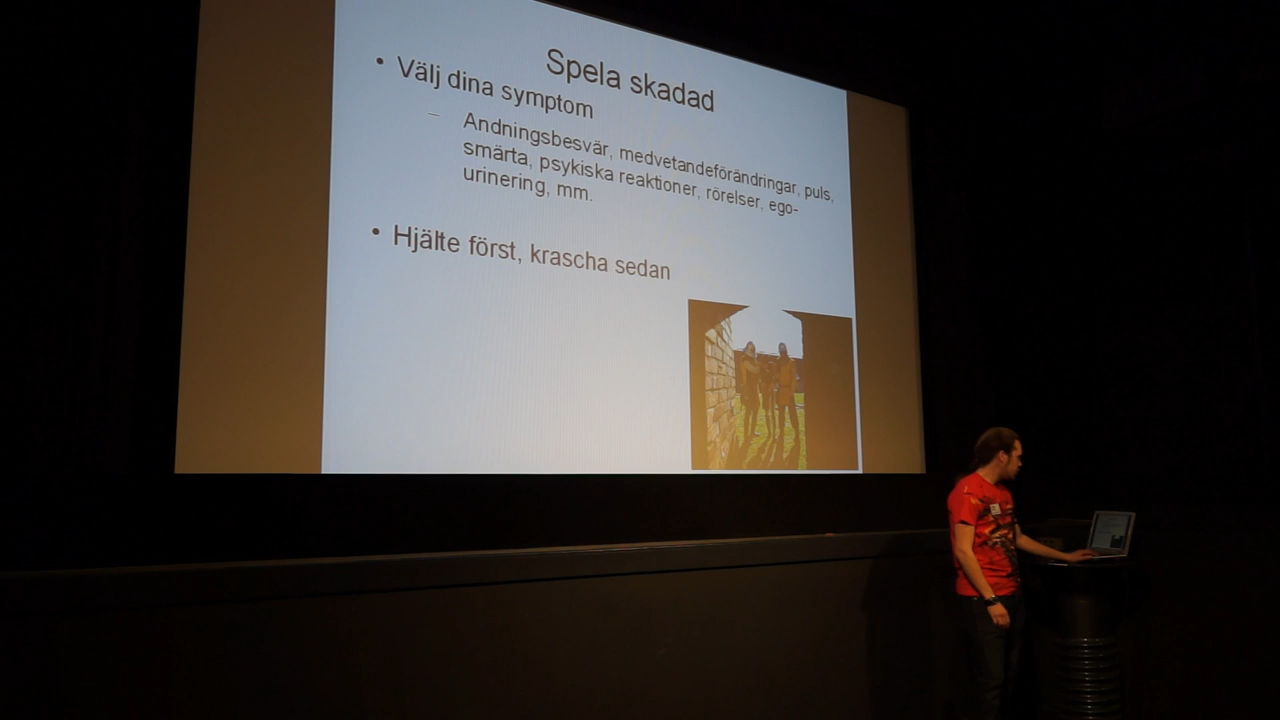 Spela skadad
• Välj dina symptom
– Andningsbesvär, medvetandeförändringar, puls,
smärta, psykiska reaktioner, rörelser, ego-
urinering, mm.
• Hjälte först, krascha sedan